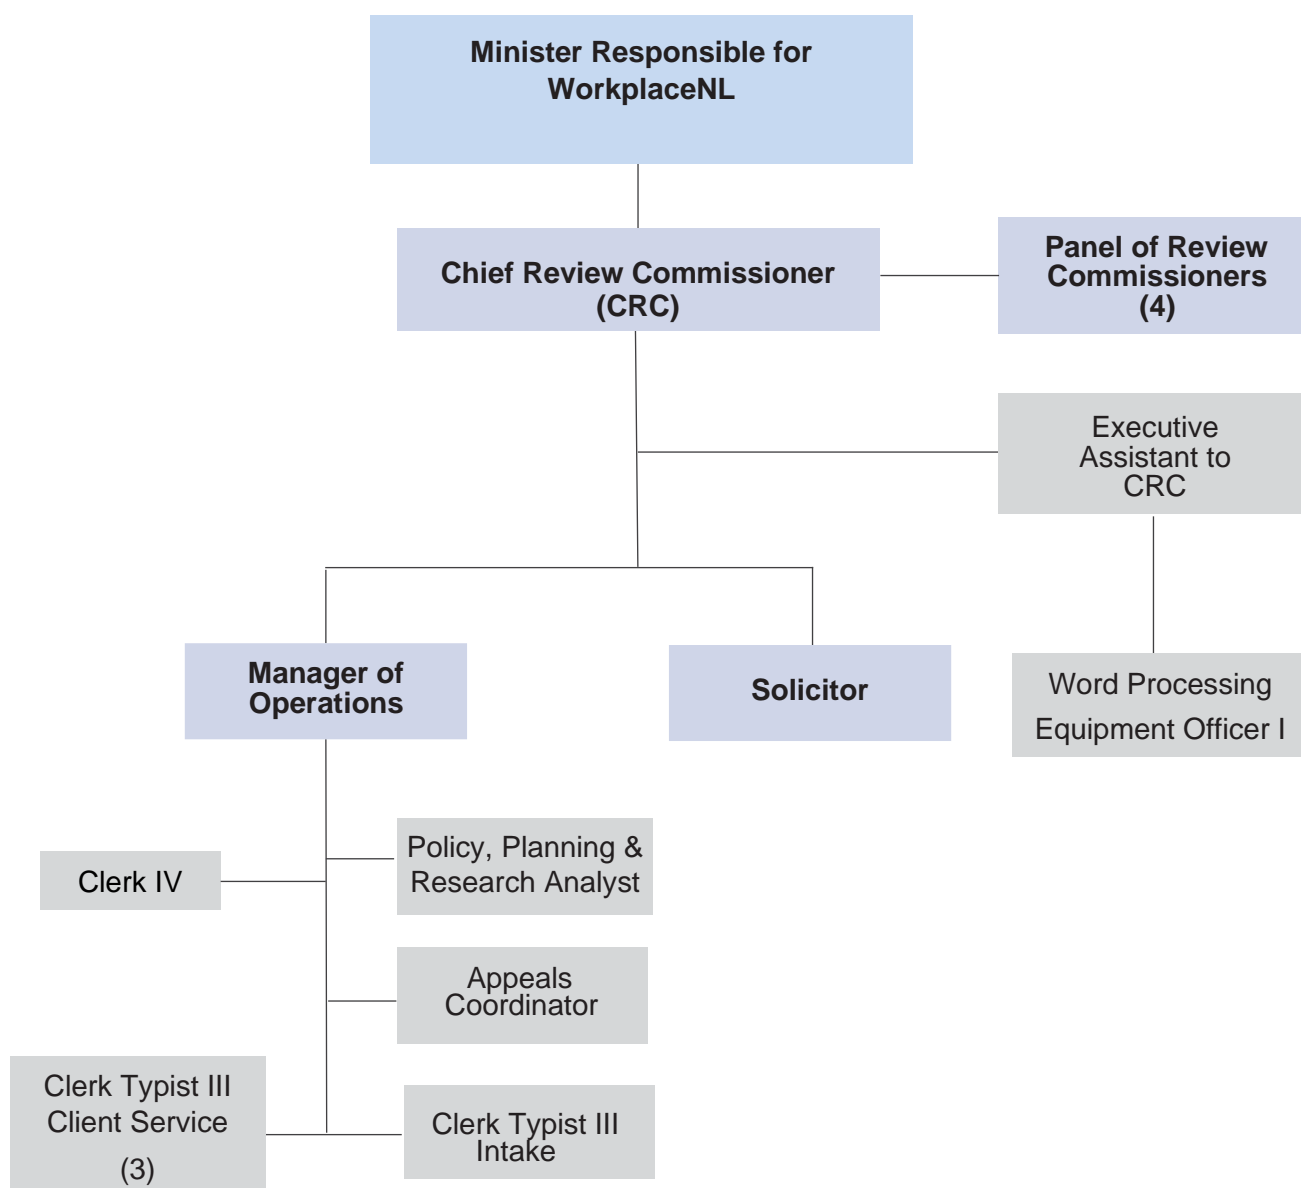 Minister Responsible for
WorkplaceNL
Chief Review Commissioner
(CRC)
Panel of Review
Commissioners
(4)
Executive
Assistant to
CRC
Manager of
Operations
Solicitor
Word Processing
Equipment Officer I
Clerk IV
Policy, Planning &
Research Analyst
Appeals
Coordinator
Clerk Typist III
Client Service
(3)
Clerk Typist III
Intake